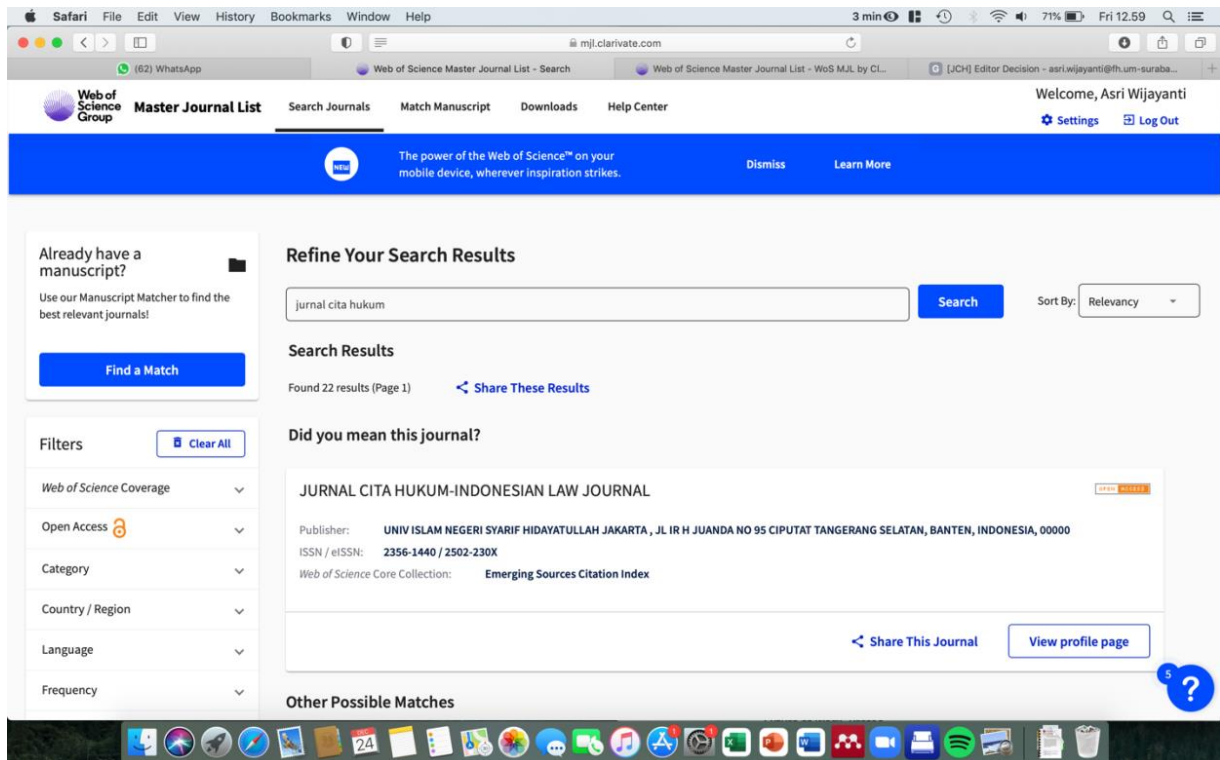 Safari File Edit View History Bookmarks Window Help 3 min 71% Fri 12.59
mjl.clarivate.com
(62) WhatsApp Web of Science Master Journal List - Search Web of Science Master Journal List - WoS MJL by Cl... [JCH] Editor Decision - asri.wijayanti@fh.um-suraba...
Web of
Science
Group
Master Journal List Search Journals Match Manuscript Downloads Help Center
Welcome, Asri Wijayanti
Settings Log Out
NEW
The power of the Web of Science™ on your
mobile device, wherever inspiration strikes.
Dismiss Learn More
Already have a
manuscript?
Use our Manuscript Matcher to find the
best relevant journals!
Find a Match
Filters Clear All
Web of Science Coverage
Open Access
Category
Country / Region
Language
Frequency
Refine Your Search Results
jurnal cita hukum Search Sort By: Relevancy
Search Results
Found 22 results (Page 1) Share These Results
Did you mean this journal?
JURNAL CITA HUKUM-INDONESIAN LAW JOURNAL OPEN ACCESS
Publisher: UNIV ISLAM NEGERI SYARIF HIDAYATULLAH JAKARTA , JL IR H JUANDA NO 95 CIPUTAT TANGERANG SELATAN, BANTEN, INDONESIA, 00000
ISSN / eISSN: 2356-1440 / 2502-230X
Web of Science Core Collection: Emerging Sources Citation Index
Share This Journal View profile page
5 ?
Other Possible Matches
DEC
24